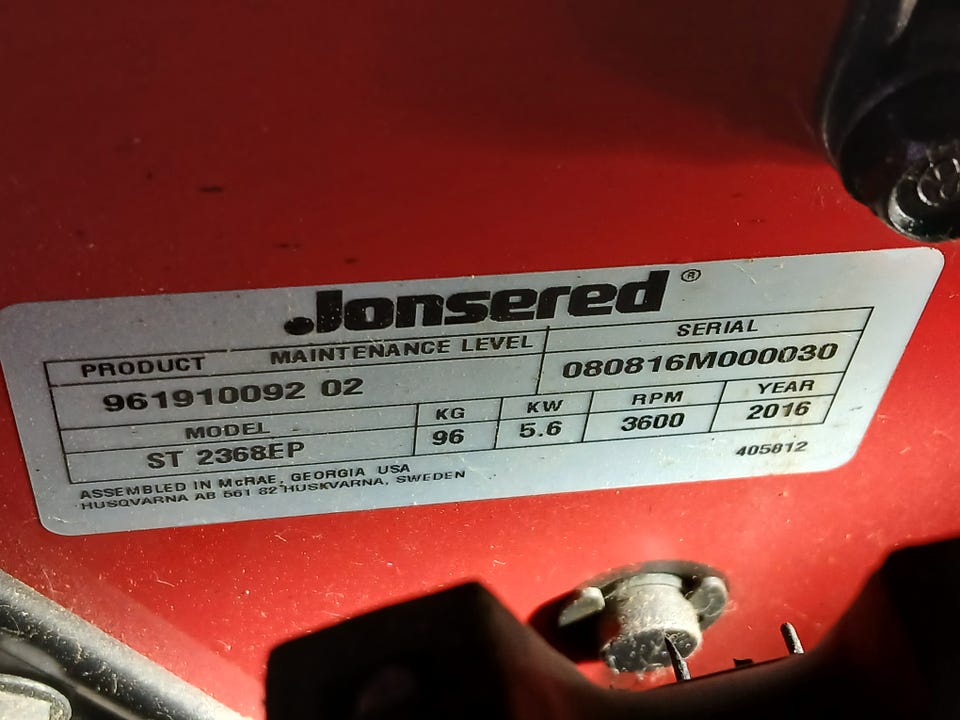 Jonsered®
PRODUCT MAINTENANCE LEVEL SERIAL
961910092 02 080816M000030
MODEL KG KW RPM YEAR
ST 2368EP 96 5.6 3600 2016
ASSEMBLED IN McRAE, GEORGIA USA 405812
HUSQVARNA AB 561 82 HUSKVARNA, SWEDEN